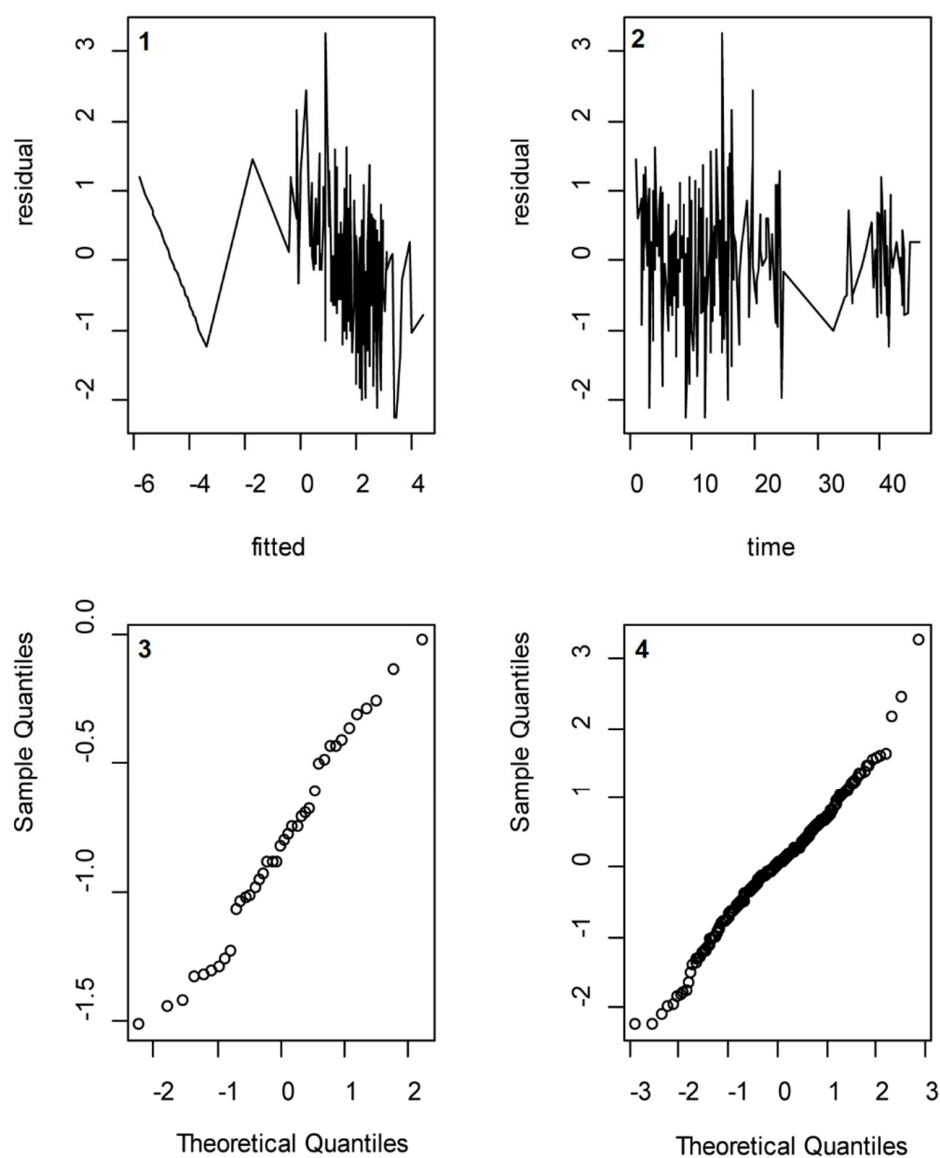 1
residual
3
2
1
0
-1
-2
-6 -4 -2 0 2 4
fitted
2
residual
3
2
1
0
-1
-2
0 10 20 30 40
time
3
Sample Quantiles
0.0
-0.5
-1.0
-1.5
-2 -1 0 1 2
Theoretical Quantiles
4
Sample Quantiles
3
2
1
0
-1
-2
-3 -2 -1 0 1 2 3
Theoretical Quantiles